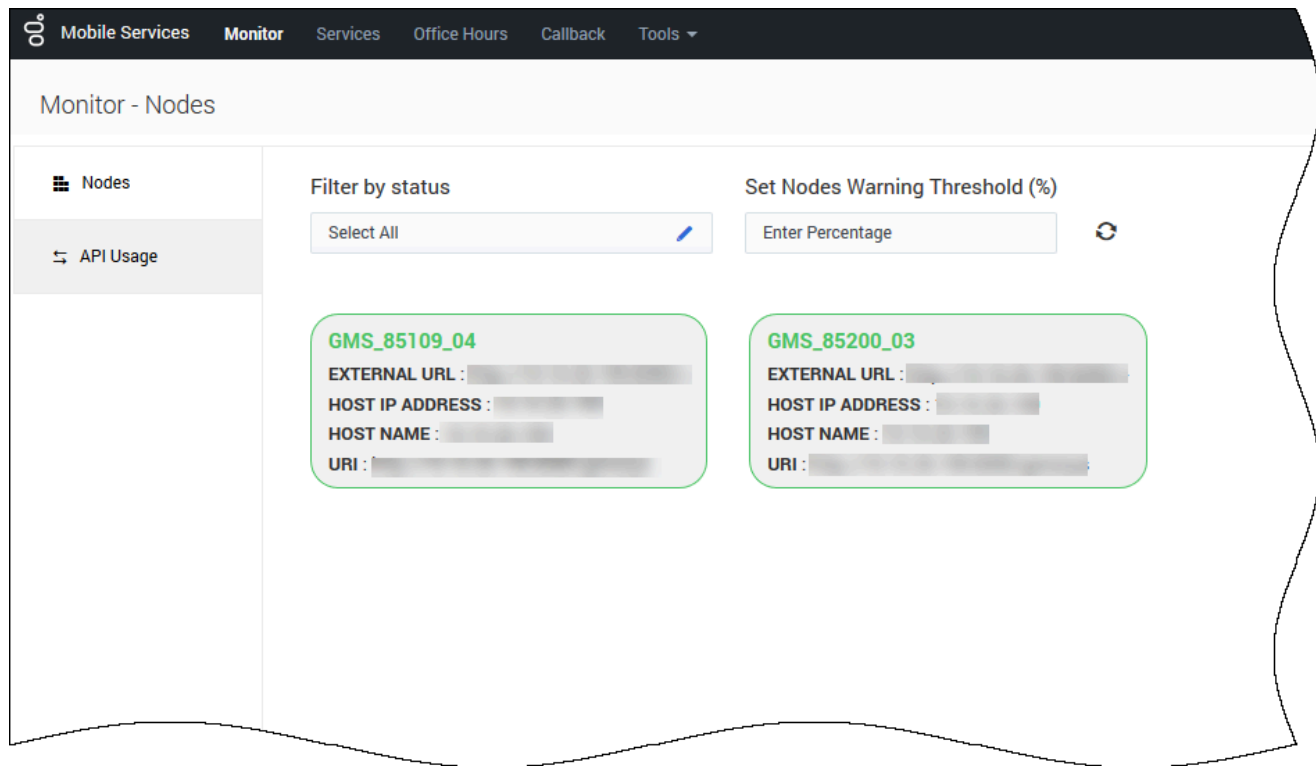 Mobile Services Monitor Services Office Hours Callback Tools
Monitor - Nodes
Nodes
API Usage
Filter by status
Select All
Set Nodes Warning Threshold (%)
Enter Percentage
GMS_85109_04
EXTERNAL URL :
HOST IP ADDRESS :
HOST NAME :
URI :
GMS_85200_03
EXTERNAL URL :
HOST IP ADDRESS :
HOST NAME :
URI :